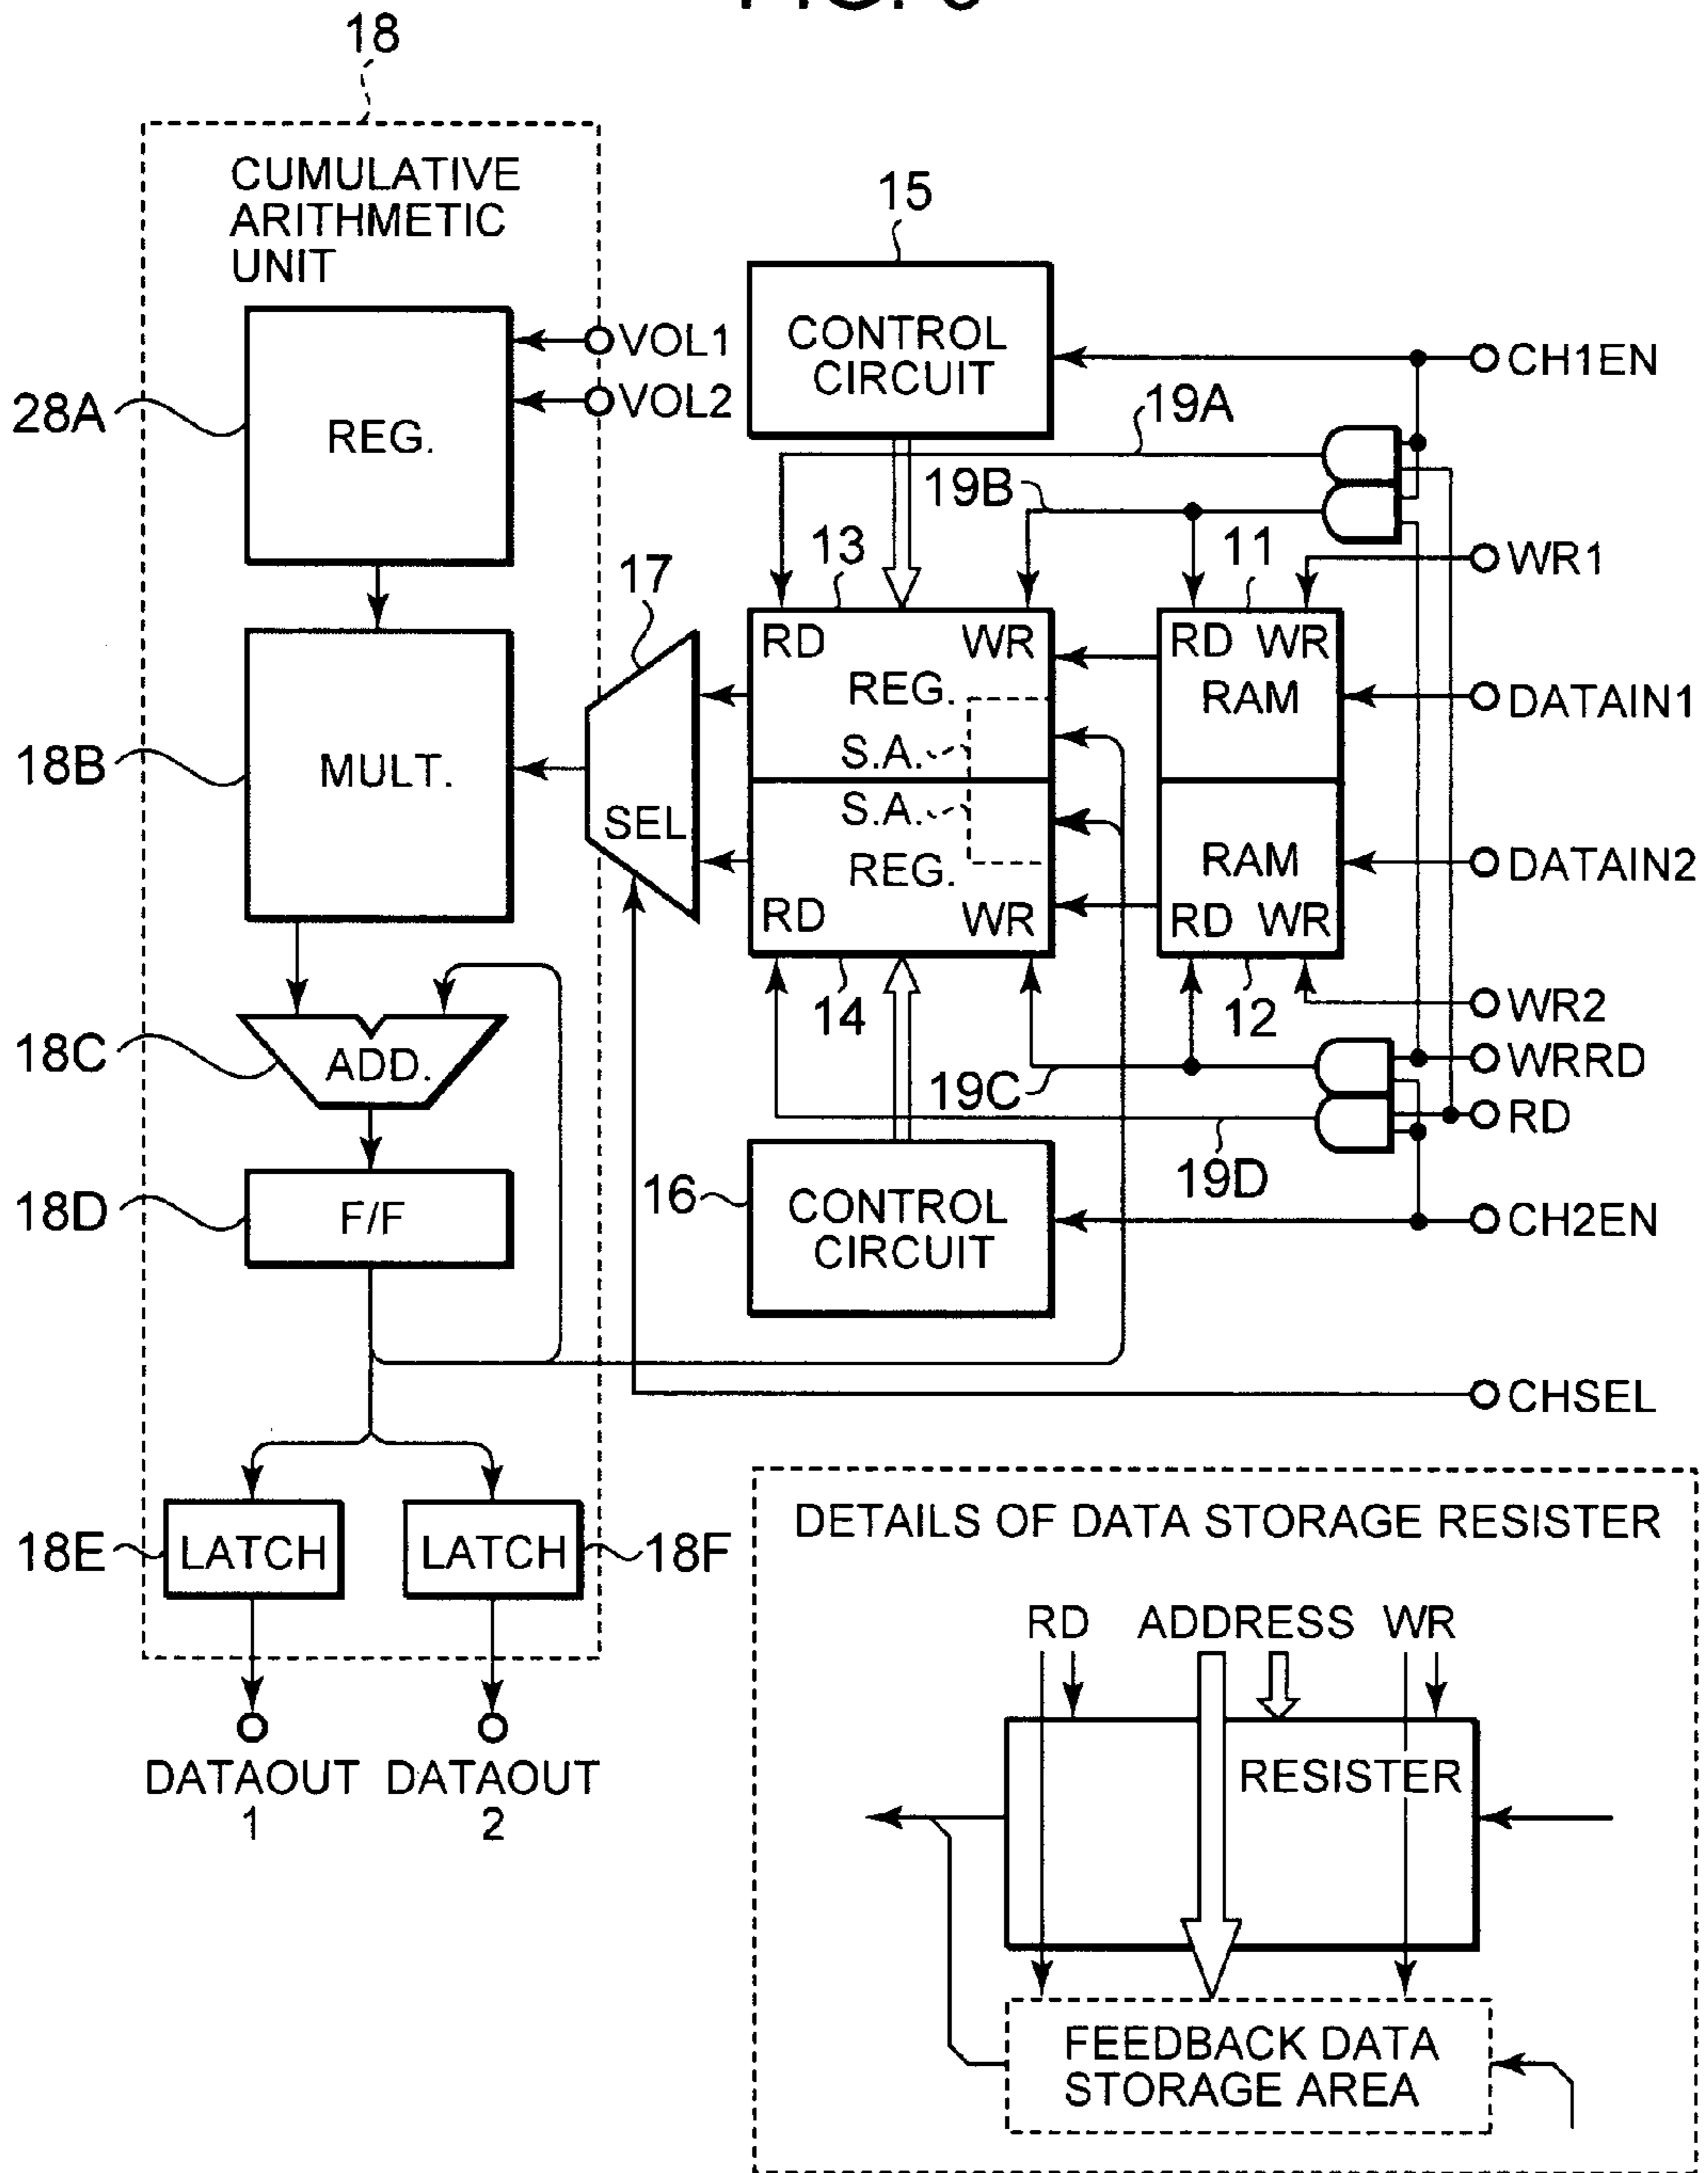 18
CUMULATIVE
ARITHMETIC
UNIT
15
VOL1
VOL2
CONTROL
CIRCUIT
CH1EN
28A
REG.
19A
19B
13
11
WR1
17
RD
WR
RD WR
REG.
RAM
DATAIN1
S.A.
18B
MULT.
SEL
S.A.
REG.
RAM
DATAIN2
RD
WR
RD WR
14
12
WR2
18C
ADD.
19C
WRRD
RD
19D
18D
F/F
16
CONTROL
CIRCUIT
CH2EN
CHSEL
18E
LATCH
LATCH
18F
DATAOUT
1
DATAOUT
2
DETAILS OF DATA STORAGE RESISTER
RD ADDRESS WR
RESISTER
FEEDBACK DATA
STORAGE AREA